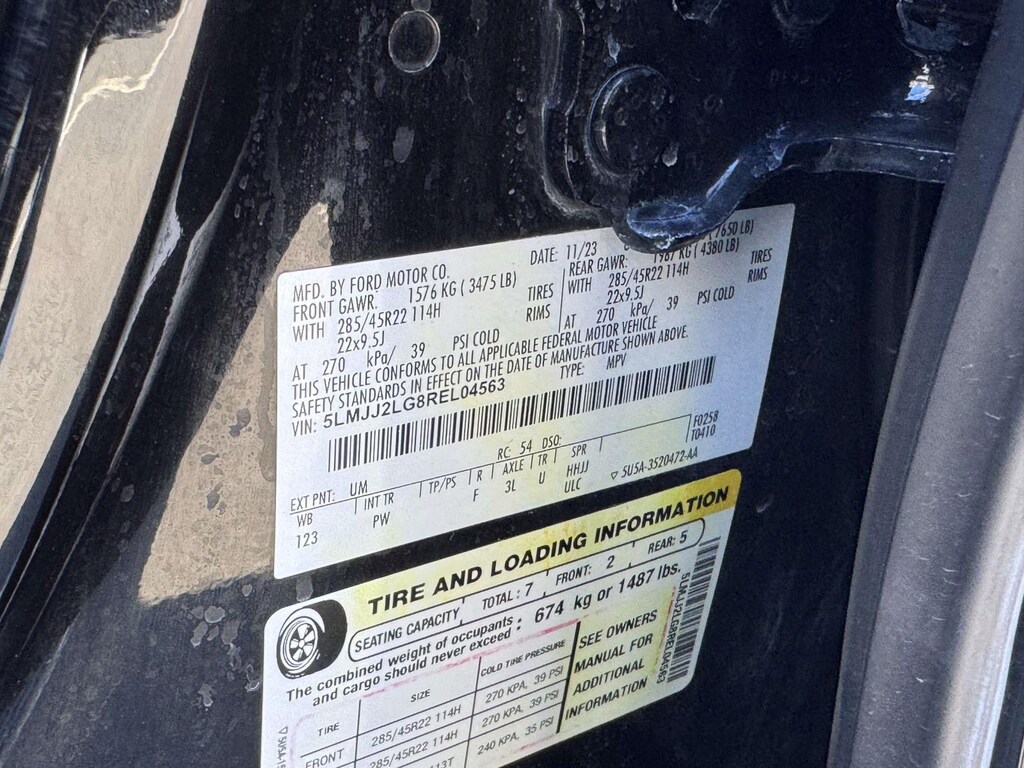 MFD. BY FORD MOTOR CO.
DATE: 11/23
7650 LB)
FRONT GAWR: 1576 KG ( 3475 LB)
REAR GAWR: 1987 KG ( 4380 LB)
WITH 285/45R22 114H TIRES
WITH 285/45R22 114H TIRES
22x9.5J RIMS
22x9.5J RIMS
AT 270 kPa/ 39 PSI COLD
AT 270 kPa/ 39 PSI COLD
THIS VEHICLE CONFORMS TO ALL APPLICABLE FEDERAL MOTOR VEHICLE
SAFETY STANDARDS IN EFFECT ON THE DATE OF MANUFACTURE SHOWN ABOVE.
VIN: 5LMJJ2LG8REL04563 TYPE: MPV
EXT PNT: UM RC: 54 DSO: F0258
T0410
WB INT TR TP/PS R AXLE TR SPR
123 PW F 3L U HHJJ
ULC
▽ 5U5A-3520472-AA
TIRE AND LOADING INFORMATION
SEATING CAPACITY TOTAL: 7 FRONT: 2 REAR: 5
The combined weight of occupants and cargo should never exceed : 674 kg or 1487 lbs.
TIRE SIZE COLD TIRE PRESSURE
FRONT 285/45R22 114H 270 KPA, 39 PSI
285/45R22 114H 270 KPA, 39 PSI
113T 240 KPA, 35 PSI
SEE OWNERS
MANUAL FOR
ADDITIONAL
INFORMATION
5LMJJ2LG8REL04563